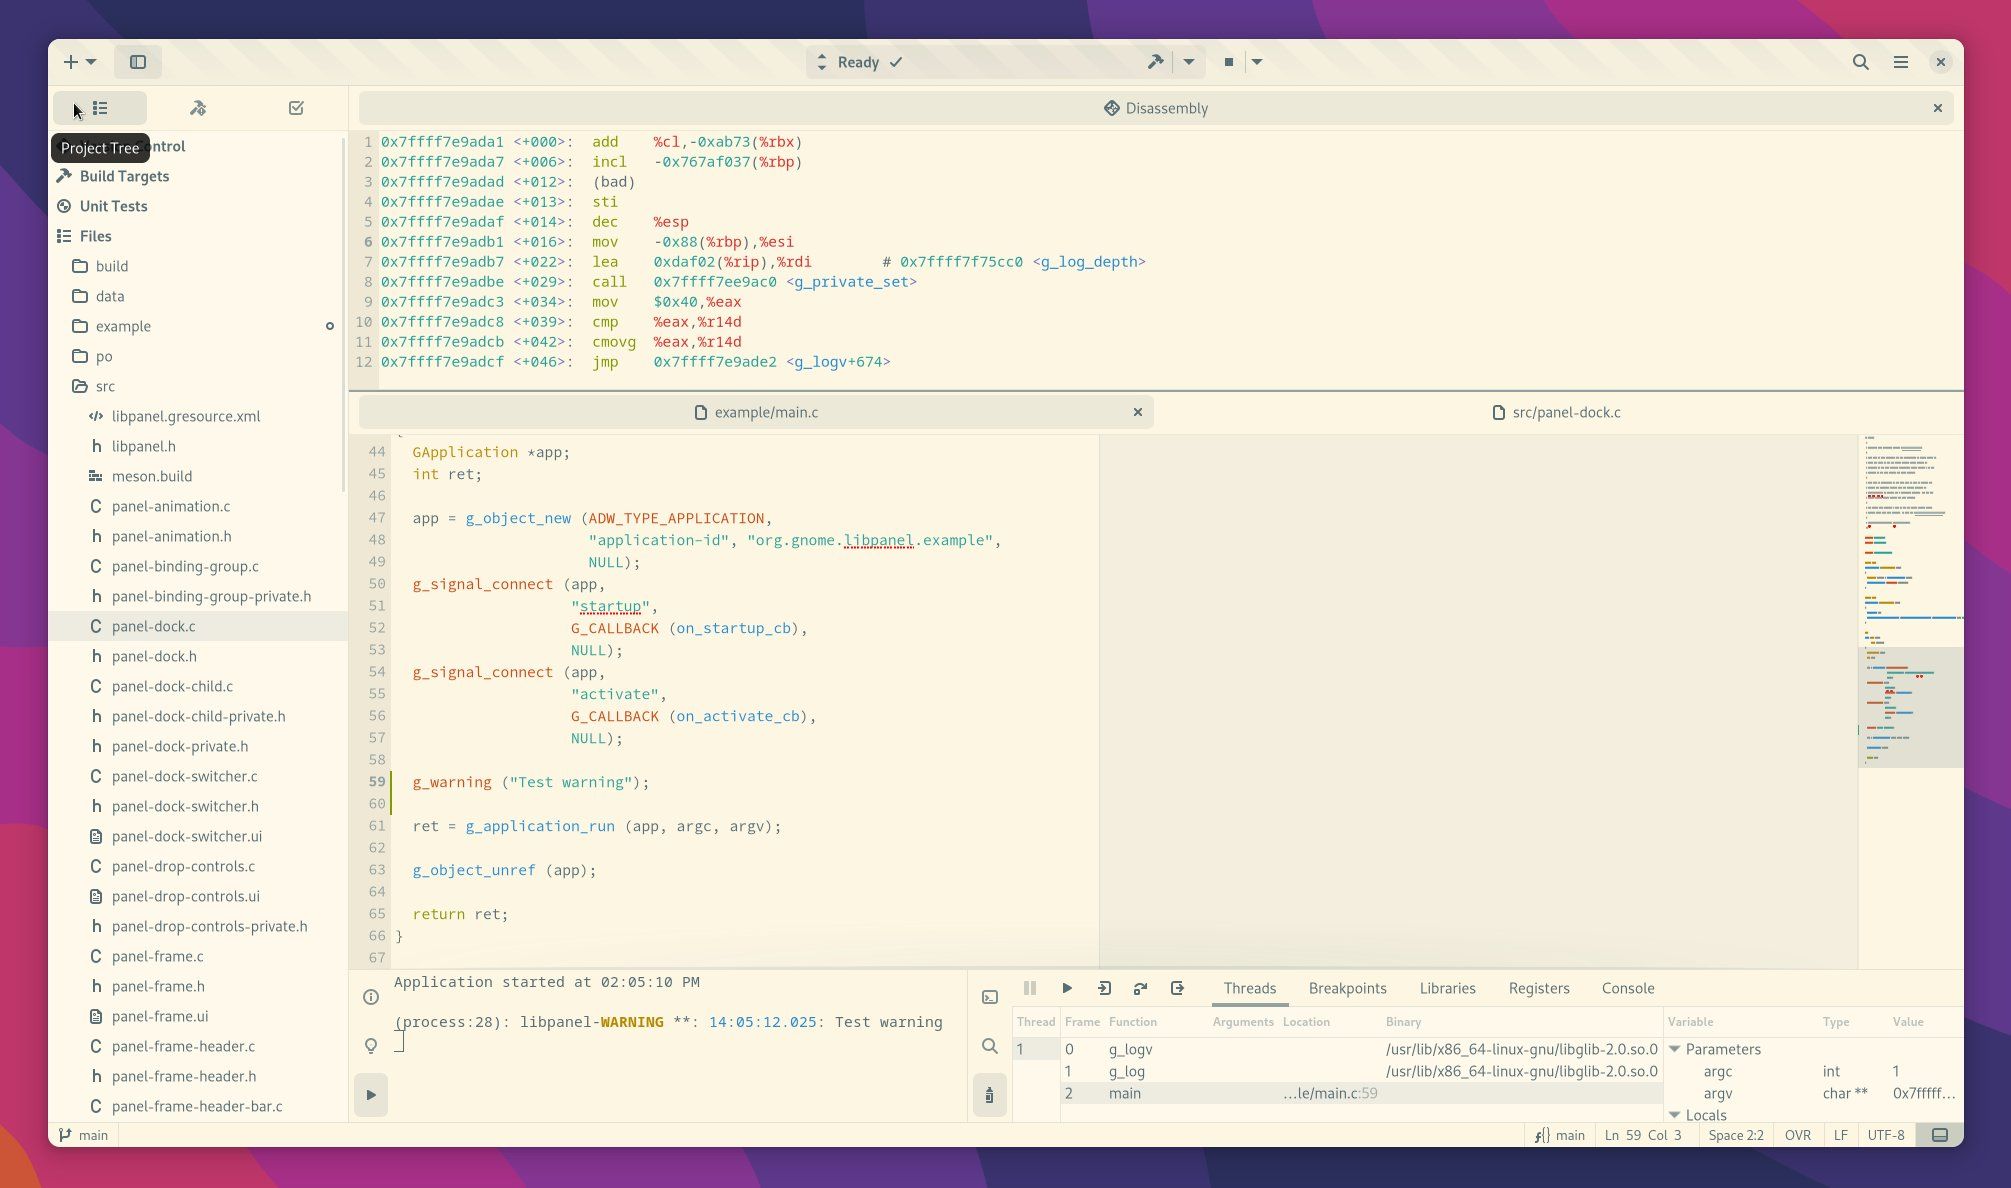 Ready
Disassembly
Project Tree
Control
Build Targets
Unit Tests
Files
build
data
example
po
src
libpanel.gresource.xml
libpanel.h
meson.build
panel-animation.c
panel-animation.h
panel-binding-group.c
panel-binding-group-private.h
panel-dock.c
panel-dock.h
panel-dock-child.c
panel-dock-child-private.h
panel-dock-private.h
panel-dock-switcher.c
panel-dock-switcher.h
panel-dock-switcher.ui
panel-drop-controls.c
panel-drop-controls.ui
panel-drop-controls-private.h
panel-frame.c
panel-frame.h
panel-frame.ui
panel-frame-header.c
panel-frame-header.h
panel-frame-header-bar.c
1 0x7ffff7e9ada1 <+000>: add %cl,-0xab73(%rbx)
2 0x7ffff7e9ada7 <+006>: incl -0x767af037(%rbp)
3 0x7ffff7e9adad <+012>: (bad)
4 0x7ffff7e9adae <+013>: sti
5 0x7ffff7e9adaf <+014>: dec %esp
6 0x7ffff7e9adb1 <+016>: mov -0x88(%rbp),%esi
7 0x7ffff7e9adb7 <+022>: lea 0xdaf02(%rip),%rdi # 0x7ffff7f75cc0 <g_log_depth>
8 0x7ffff7e9adbe <+029>: call 0x7ffff7ee9ac0 <g_private_set>
9 0x7ffff7e9adc3 <+034>: mov $0x40,%eax
10 0x7ffff7e9adc8 <+039>: cmp %eax,%r14d
11 0x7ffff7e9adcb <+042>: cmovg %eax,%r14d
12 0x7ffff7e9adcf <+046>: jmp 0x7ffff7e9ade2 <g_logv+674>
example/main.c
src/panel-dock.c
44 GApplication *app;
45 int ret;
46
47 app = g_object_new (ADW_TYPE_APPLICATION,
48 "application-id", "org.gnome.libpanel.example",
49 NULL);
50 g_signal_connect (app,
51 "startup",
52 G_CALLBACK (on_startup_cb),
53 NULL);
54 g_signal_connect (app,
55 "activate",
56 G_CALLBACK (on_activate_cb),
57 NULL);
58
59 g_warning ("Test warning");
60
61 ret = g_application_run (app, argc, argv);
62
63 g_object_unref (app);
64
65 return ret;
66 }
67
Application started at 02:05:10 PM
(process:28): libpanel-WARNING **: 14:05:12.025: Test warning
Threads Breakpoints Libraries Registers Console
Thread Frame Function Arguments Location Binary
1 0 g_logv /usr/lib/x86_64-linux-gnu/libglib-2.0.so.0
1 g_log /usr/lib/x86_64-linux-gnu/libglib-2.0.so.0
2 main …le/main.c:59
Variable Type Value
Parameters
argc int 1
argv char ** 0x7fffff…
Locals
main
main Ln 59 Col 3 Space 2:2 OVR LF UTF-8